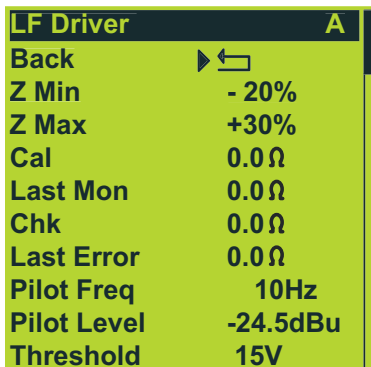 LF Driver A
Back
Z Min - 20%
Z Max +30%
Cal 0.0Ω
Last Mon 0.0Ω
Chk 0.0Ω
Last Error 0.0Ω
Pilot Freq 10Hz
Pilot Level -24.5dBu
Threshold 15V